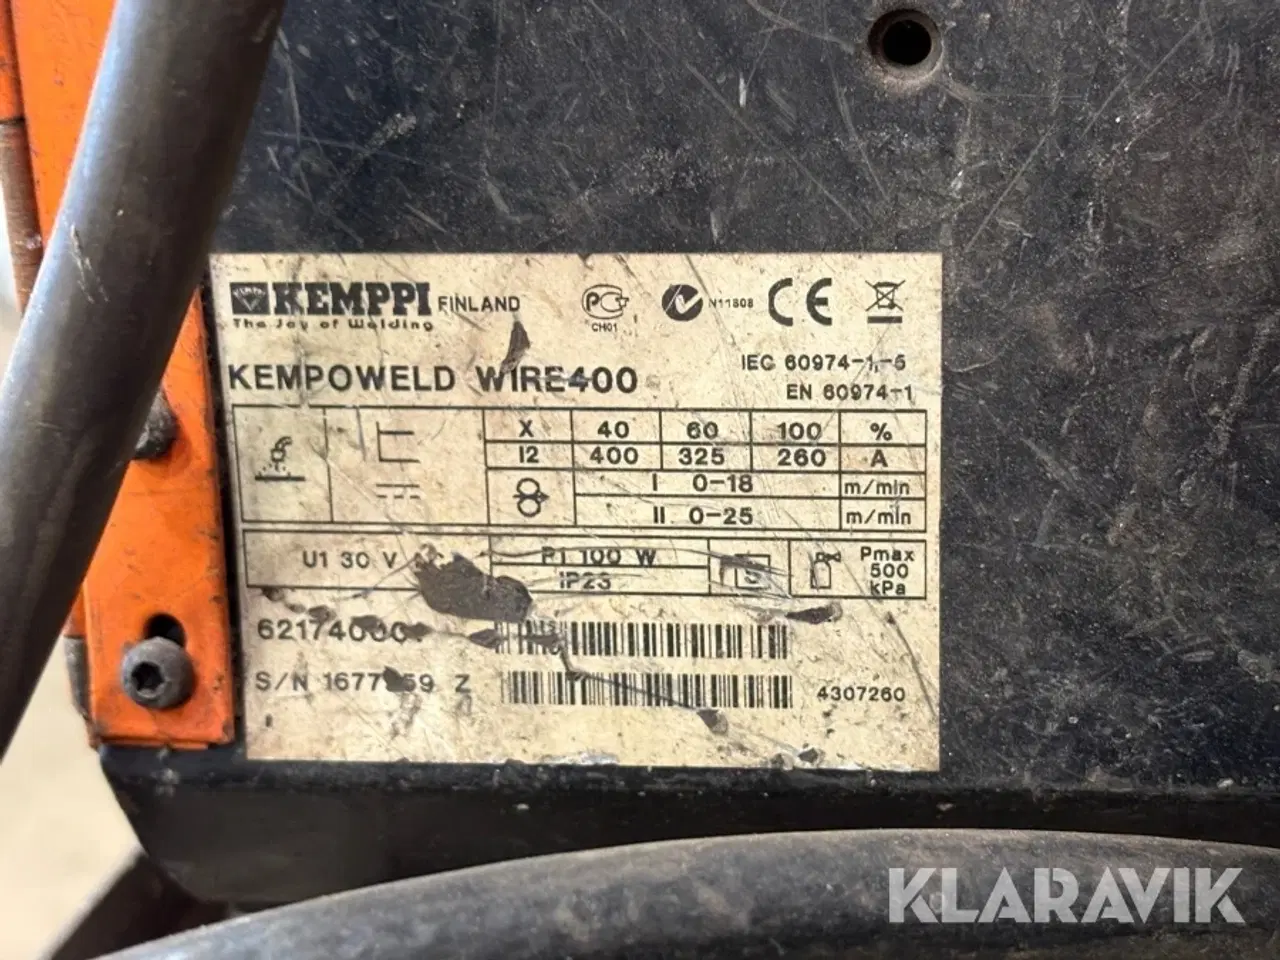 KEMPPI FINLAND
The Joy of Welding
PC CH01 N11808 CE
IEC 60974-1,-5
KEMPOWELD WIRE400
EN 60974-1
X 40 60 100 %
I2 400 325 260 A
I 0-18 m/min
II 0-25 m/min
U1 30 V P1 100 W
IP23 S
Pmax
500
kPa
S/N
Z 4307260
KLARAVIK